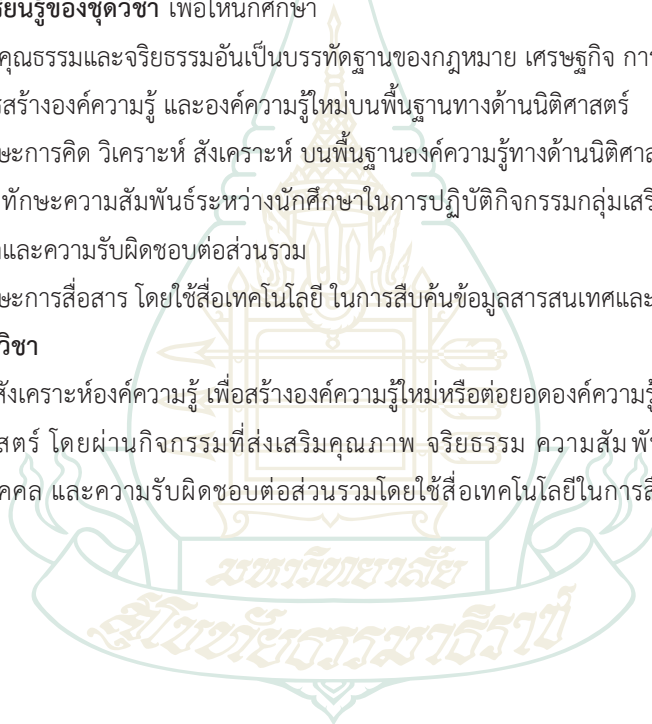 รียนรู้ของชุดวิชา เพื่อให้นักศึกษา
คุณธรรมและจริยธรรมอันเป็นบรรทัดฐานของกฎหมาย เศรษฐกิจ การ
รสร้างองค์ความรู้ และองค์ความรู้ใหม่บนพื้นฐานทางด้านนิติศาสตร์
ษะการคิด วิเคราะห์ สังเคราะห์ บนพื้นฐานองค์ความรู้ทางด้านนิติศาส
ทักษะความสัมพันธ์ระหว่างนักศึกษาในการปฏิบัติกิจกรรมกลุ่มเสริ
และความรับผิดชอบต่อส่วนรวม
ษะการสื่อสาร โดยใช้สื่อเทคโนโลยี ในการสืบค้นข้อมูลสารสนเทศและ
วิชา
สังเคราะห์องค์ความรู้ เพื่อสร้างองค์ความรู้ใหม่หรือต่อยอดองค์ความรู้
สตร์ โดยผ่านกิจกรรมที่ส่งเสริมคุณภาพ จริยธรรม ความสัมพั
คคล และความรับผิดชอบต่อส่วนรวมโดยใช้สื่อเทคโนโลยีในการสื
มหาวิทยาลัย
สุโขทัยธรรมาธิราช